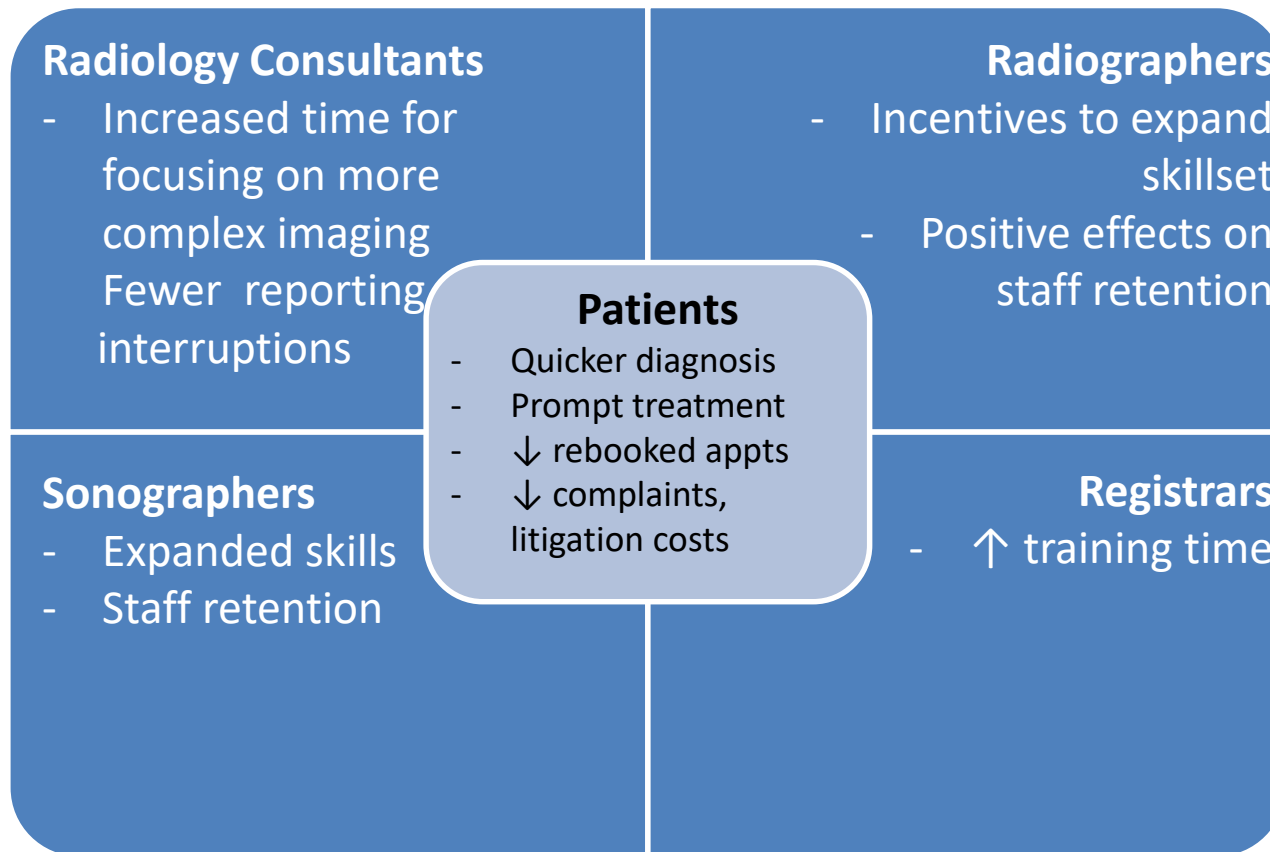 Radiology Consultants
- Increased time for
focusing on more
complex imaging
Fewer reporting
interruptions
Radiographers
- Incentives to expand
skillset
- Positive effects on
staff retention
Patients
- Quicker diagnosis
- Prompt treatment
- ↓ rebooked appts
- ↓ complaints,
litigation costs
Sonographers
- Expanded skills
- Staff retention
Registrars
- ↑ training time